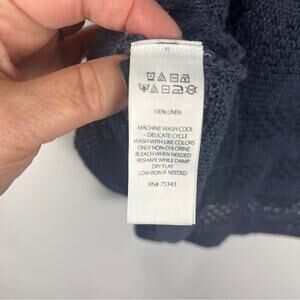 100% LINEN
MACHINE WASH COOL
– DELICATE CYCLE
WASH WITH LIKE COLORS
ONLY NON-CHLORINE
BLEACH WHEN NEEDED
RESHAPE WHILE DAMP
DRY FLAT
LOW IRON IF NEEDED
RN# 75343